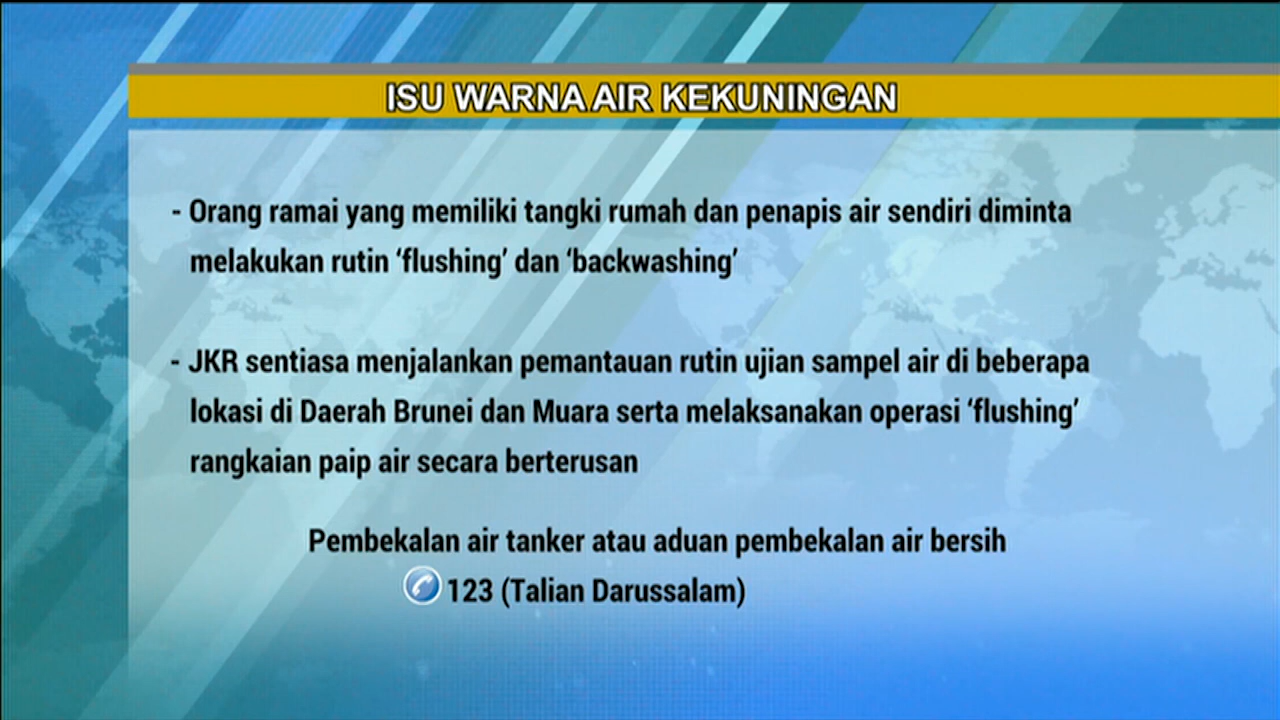 ISU WARNA AIR KEKUNINGAN
- Orang ramai yang memiliki tangki rumah dan penapis air sendiri diminta
melakukan rutin ‘flushing’ dan ‘backwashing’
- JKR sentiasa menjalankan pemantauan rutin ujian sampel air di beberapa
lokasi di Daerah Brunei dan Muara serta melaksanakan operasi ‘flushing’
rangkaian paip air secara berterusan
Pembekalan air tanker atau aduan pembekalan air bersih
123 (Talian Darussalam)